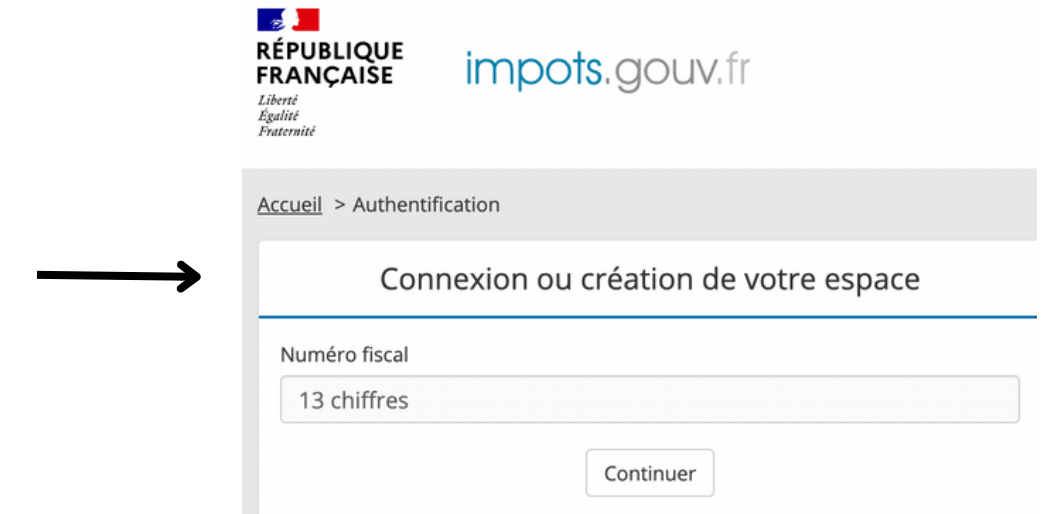 RÉPUBLIQUE
FRANÇAISE
Liberté
Égalité
Fraternité
impots.gouv.fr
Accueil > Authentification
Connexion ou création de votre espace
Numéro fiscal
13 chiffres
Continuer